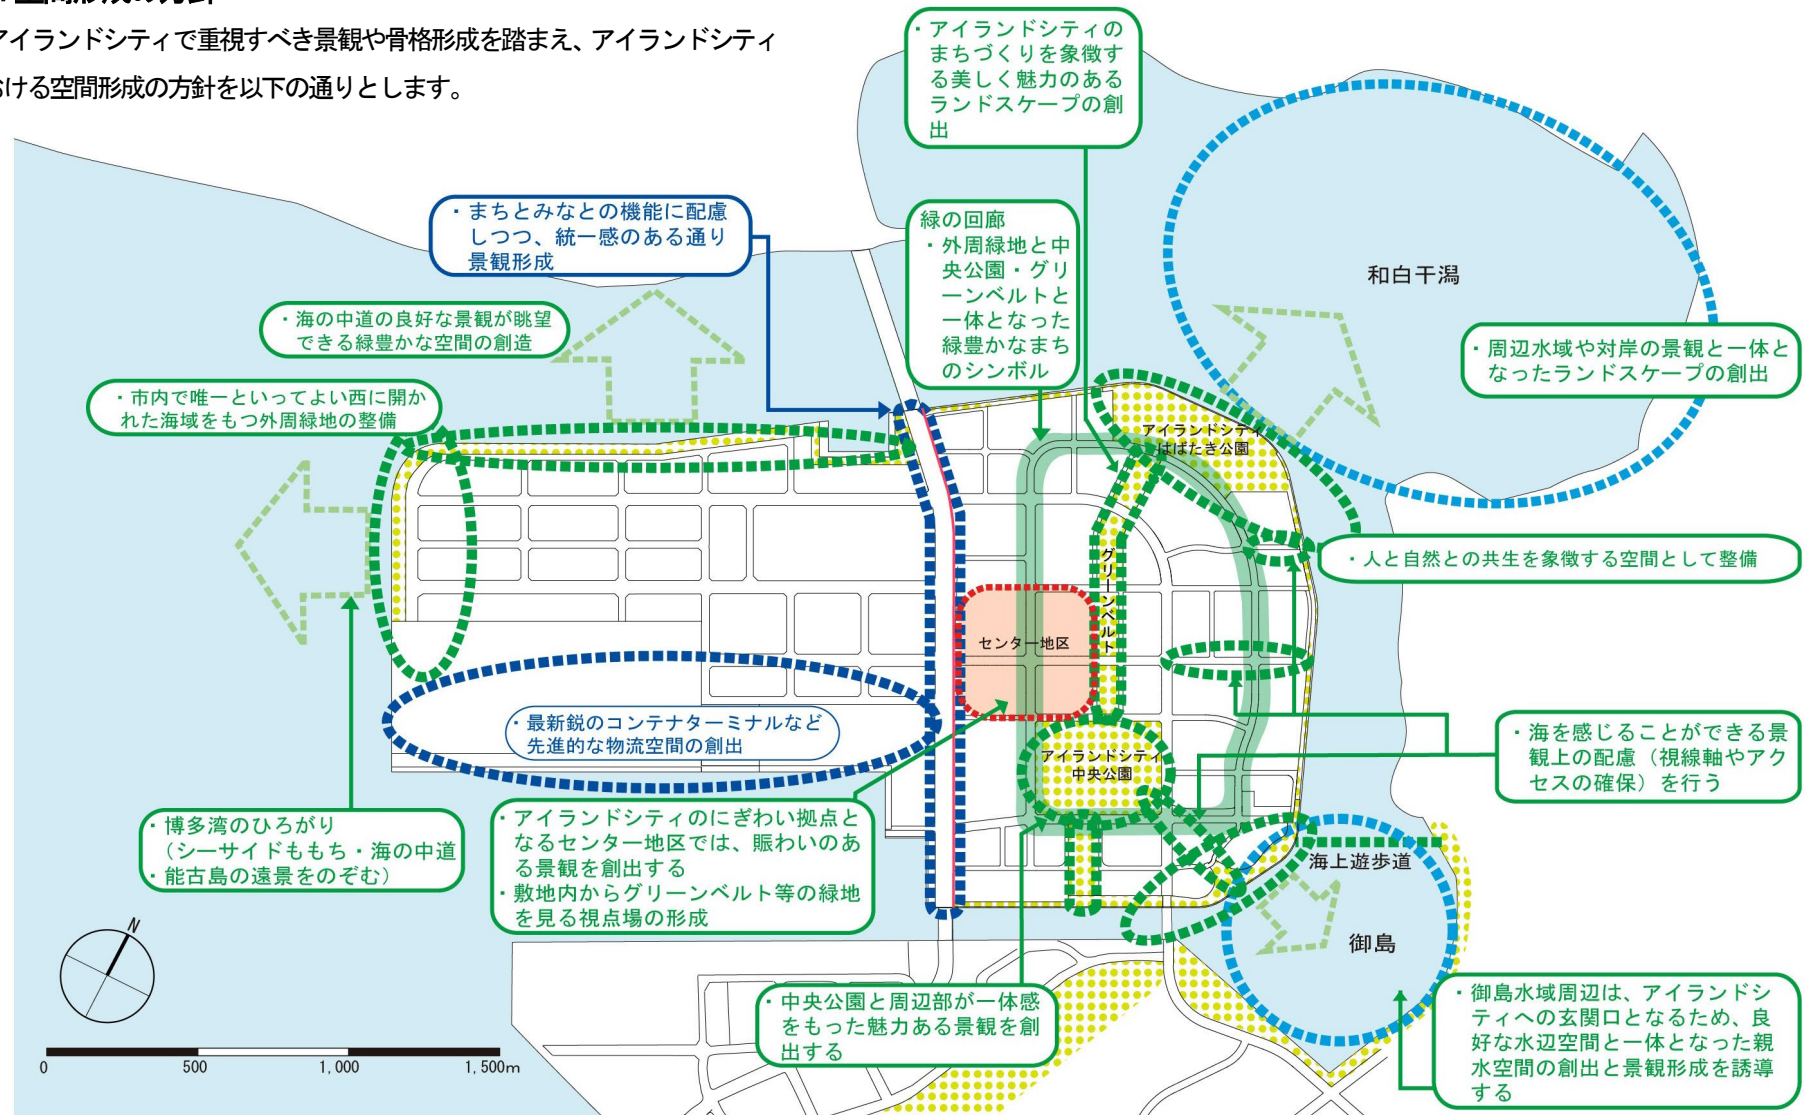 空間形成の方針
アイランドシティで重視すべき景観や骨格形成を踏まえ、アイランドシティ
おける空間形成の方針を以下の通りとします。
・アイランドシティの
まちづくりを象徴す
る美しく魅力のある
ランドスケープの創
出
・まちとみなとの機能に配慮
しつつ、統一感のある通り
景観形成
緑の回廊
・外周緑地と中
央公園・グリ
ーンベルトと
一体となった
緑豊かなまち
のシンボル
和白干潟
・海の中道の良好な景観が眺望
できる緑豊かな空間の創造
・周辺水域や対岸の景観と一体と
なったランドスケープの創出
・市内で唯一といってよい西に開か
れた海域をもつ外周緑地の整備
アイランドシティ
はばたき公園
・人と自然との共生を象徴する空間として整備
グリーンベルト
センター地区
・最新鋭のコンテナターミナルなど
先進的な物流空間の創出
アイランドシティ
中央公園
・海を感じることができる景
観上の配慮（視線軸やアク
セスの確保）を行う
・博多湾のひろがり
（シーサイドももち・海の中道
・能古島の遠景をのぞむ）
・アイランドシティのにぎわい拠点と
なるセンター地区では、賑わいのあ
る景観を創出する
・敷地内からグリーンベルト等の緑地
を見る視点場の形成
海上遊歩道
御島
・中央公園と周辺部が一体感
をもった魅力ある景観を創
出する
・御島水域周辺は、アイランドシ
ティへの玄関口となるため、良
好な水辺空間と一体となった親
水空間の創出と景観形成を誘導
する
N
0 500 1,000 1,500m